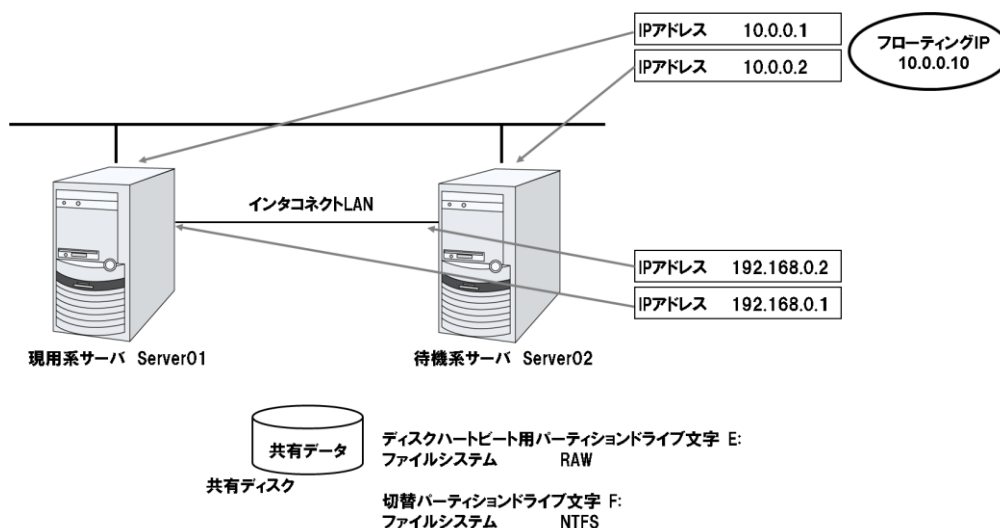 IPアドレス 10.0.0.1
IPアドレス 10.0.0.2
フローティングIP
10.0.0.10
インタコネクトLAN
IPアドレス 192.168.0.2
IPアドレス 192.168.0.1
現用系サーバ Server01
待機系サーバ Server02
共有データ
共有ディスク
ディスクハートビート用パーティションドライブ文字 E:
ファイルシステム RAW
切替パーティションドライブ文字 F:
ファイルシステム NTFS